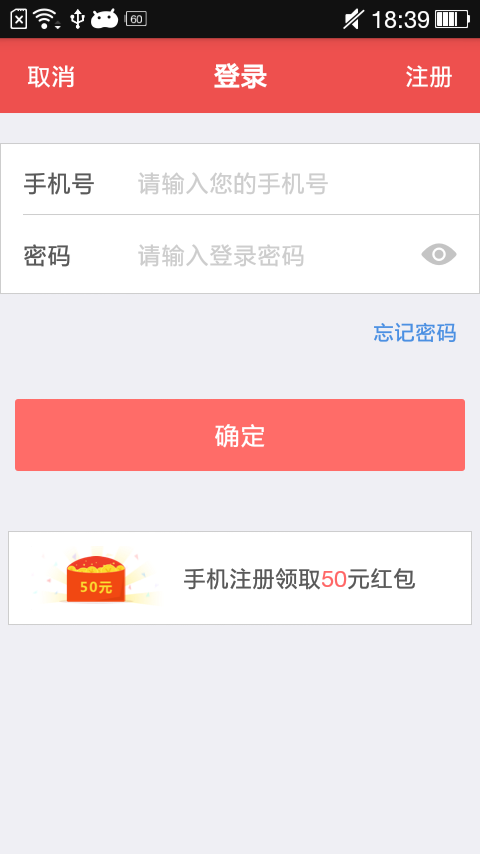 60 18:39
取消 登录 注册
手机号 请输入您的手机号
密码 请输入登录密码
忘记密码
确定
50元 手机注册领取50元红包